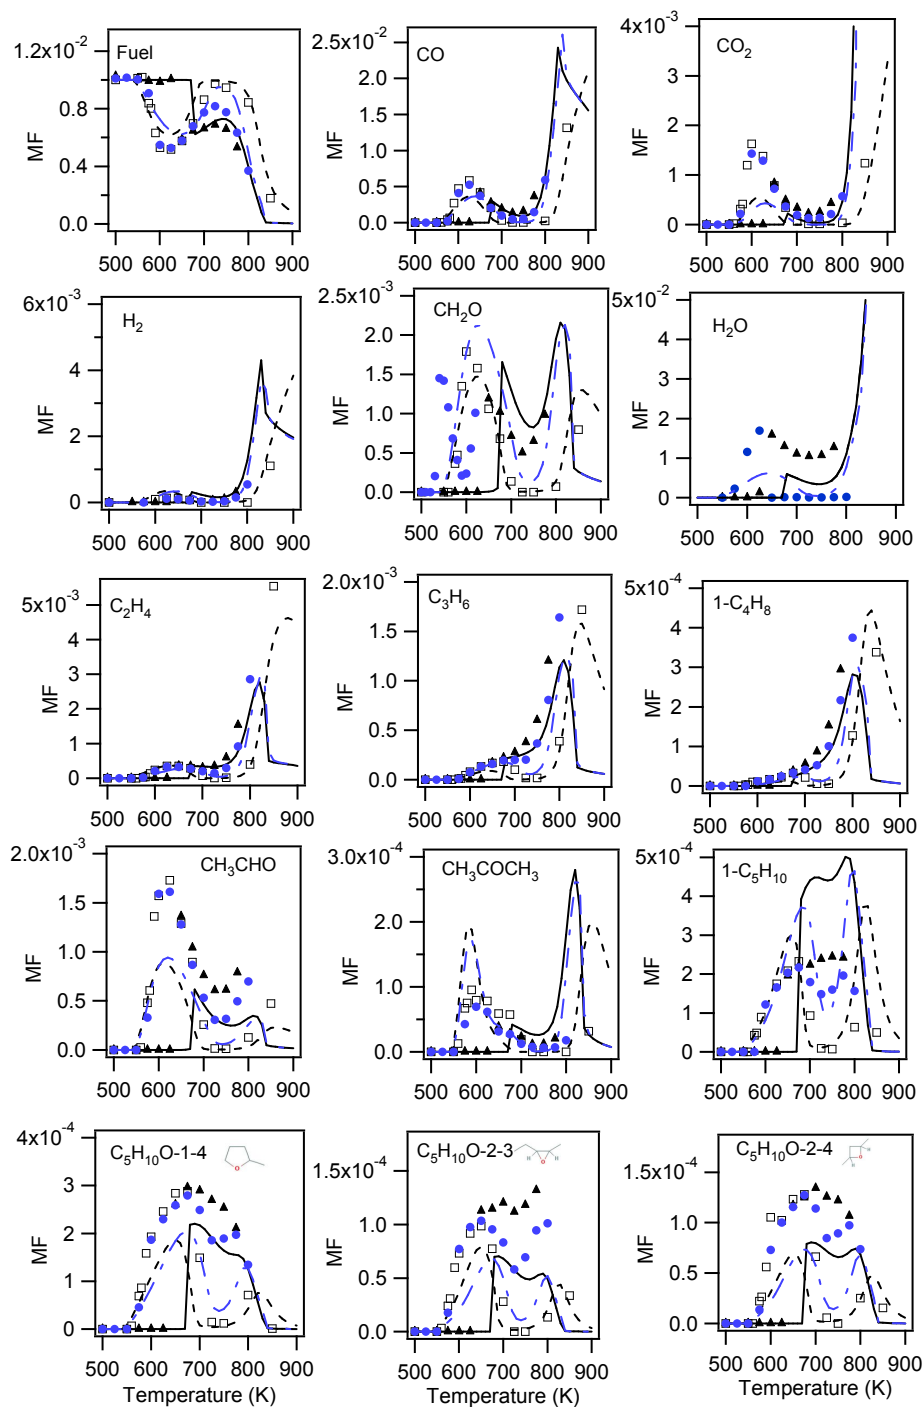 Fuel
1.2x10⁻²
0.8
0.4
0.0
MF
500 600 700 800 900
CO
2.5x10⁻²
2.0
1.5
1.0
0.5
0.0
MF
500 600 700 800 900
CO₂
4x10⁻³
3
2
1
0
MF
500 600 700 800 900
H₂
6x10⁻³
4
2
0
MF
500 600 700 800 900
CH₂O
2.5x10⁻³
2.0
1.5
1.0
0.5
0.0
MF
500 600 700 800 900
H₂O
5x10⁻²
4
3
2
1
0
MF
500 600 700 800 900
C₂H₄
5x10⁻³
4
3
2
1
0
MF
500 600 700 800 900
C₃H₆
2.0x10⁻³
1.5
1.0
0.5
0.0
MF
500 600 700 800 900
1-C₄H₈
5x10⁻⁴
4
3
2
1
0
MF
500 600 700 800 900
CH₃CHO
2.0x10⁻³
1.5
1.0
0.5
0.0
MF
500 600 700 800 900
CH₃COCH₃
3.0x10⁻⁴
2.0
1.0
0.0
MF
500 600 700 800 900
1-C₅H₁₀
5x10⁻⁴
4
3
2
1
0
MF
500 600 700 800 900
C₅H₁₀O-1-4
O
4x10⁻⁴
3
2
1
0
MF
500 600 700 800 900
Temperature (K)
C₅H₁₀O-2-3
H O H
1.5x10⁻⁴
1.0
0.5
0.0
MF
500 600 700 800 900
Temperature (K)
C₅H₁₀O-2-4
H O H
1.5x10⁻⁴
1.0
0.5
0.0
MF
500 600 700 800 900
Temperature (K)